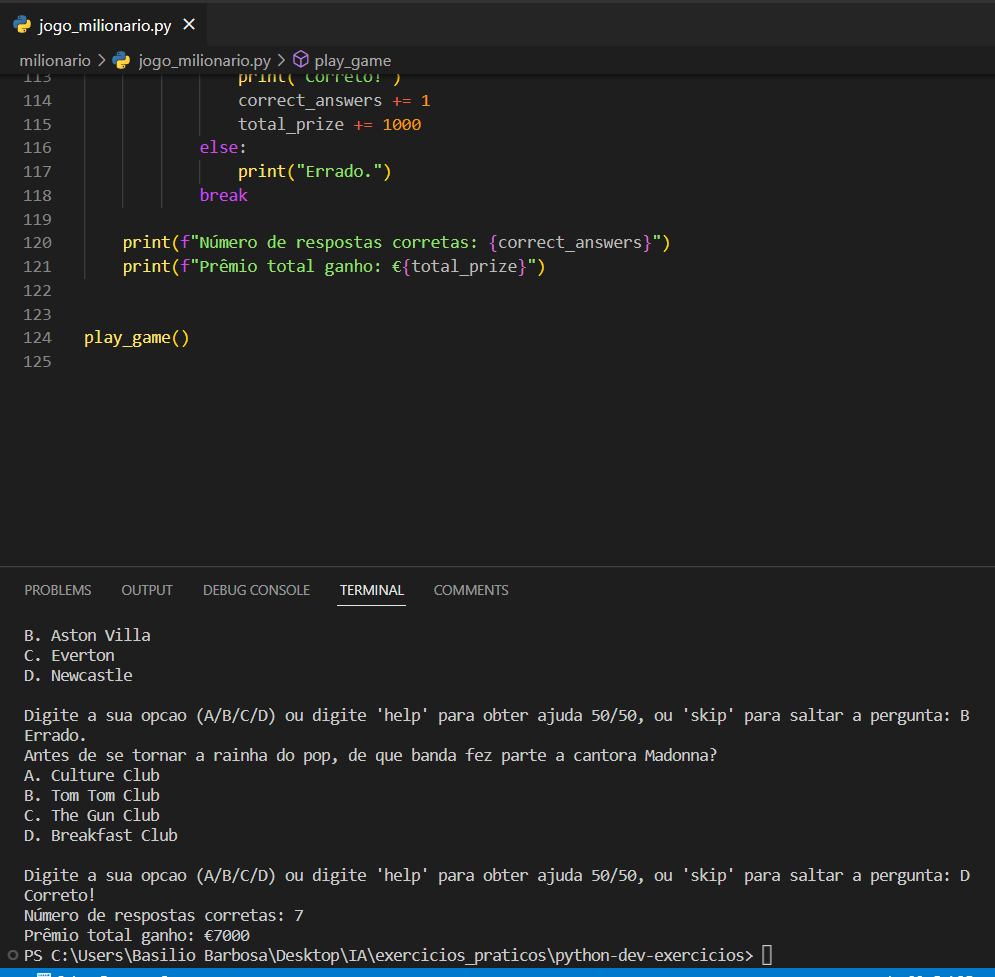 jogo_milionario.py ×
milionario > jogo_milionario.py > play_game
113 print("Correto!")
114 correct_answers += 1
115 total_prize += 1000
116 else:
117 print("Errado.")
118 break
119
120 print(f"Número de respostas corretas: {correct_answers}")
121 print(f"Prêmio total ganho: €{total_prize}")
122
123
124 play_game()
125
PROBLEMS OUTPUT DEBUG CONSOLE TERMINAL COMMENTS
B. Aston Villa
C. Everton
D. Newcastle
Digite a sua opcao (A/B/C/D) ou digite 'help' para obter ajuda 50/50, ou 'skip' para saltar a pergunta: B
Errado.
Antes de se tornar a rainha do pop, de que banda fez parte a cantora Madonna?
A. Culture Club
B. Tom Tom Club
C. The Gun Club
D. Breakfast Club
Digite a sua opcao (A/B/C/D) ou digite 'help' para obter ajuda 50/50, ou 'skip' para saltar a pergunta: D
Correto!
Número de respostas corretas: 7
Prêmio total ganho: €7000
PS C:\Users\Basilio Barbosa\Desktop\IA\exercicios_praticos\python-dev-exercicios>